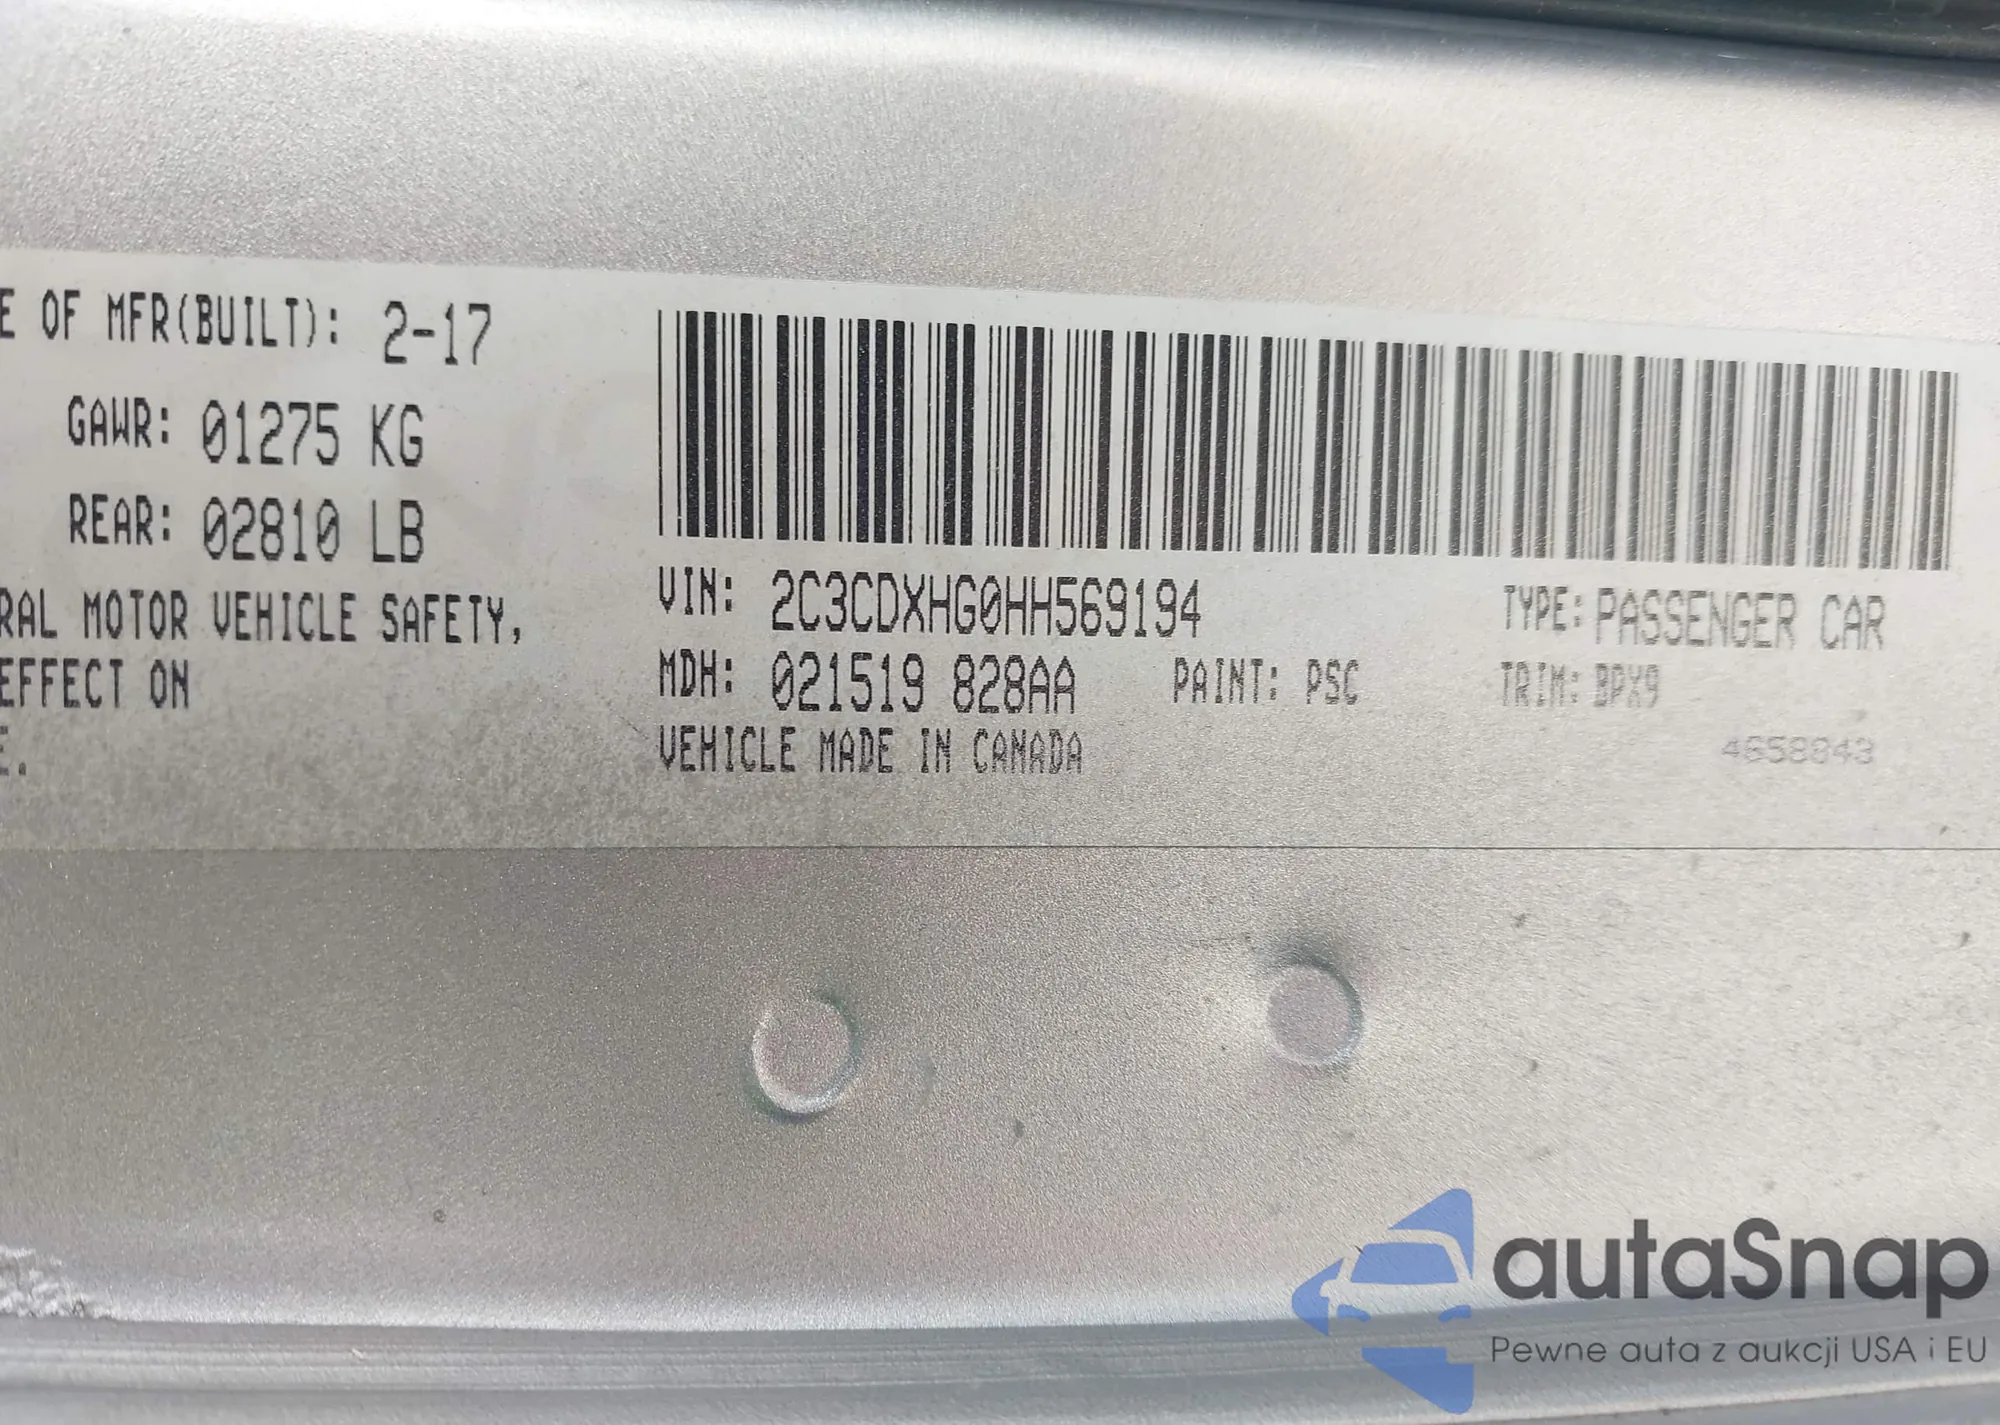 E OF MFR(BUILT): 2-17
GAWR: 01275 KG
REAR: 02810 LB
RAL MOTOR VEHICLE SAFETY,
EFFECT ON
E.
VIN: 2C3CDXHG0HH569194
TYPE: PASSENGER CAR
MDH: 021519 828AA
PAINT: PSC
TRIM: BPX9
VEHICLE MADE IN CANADA
4658843
autaSnap
Pewne auta z aukcji USA i EU